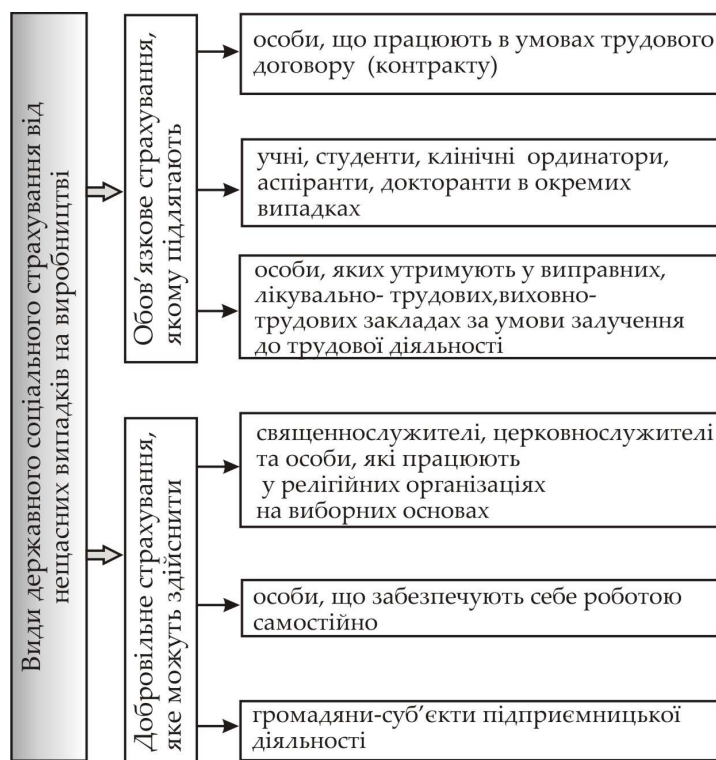 Види державного соціального страхування від
нещасних випадків на виробництві
Обов’язкове страхування,
якому підлягають
особи, що працюють в умовах трудового
договору (контракту)
учні, студенти, клінічні ординатори,
аспіранти, докторанти в окремих
випадках
особи, яких утримують у виправних,
лікувально- трудових,виховно-
трудових закладах за умови залучення
до трудової діяльності
Добровільне страхування,
яке можуть здійснити
священнослужителі, церковнослужителі
та особи, які працюють
у релігійних організаціях
на виборних основах
особи, що забезпечують себе роботою
самостійно
громадяни-суб’єкти підприємницької
діяльності